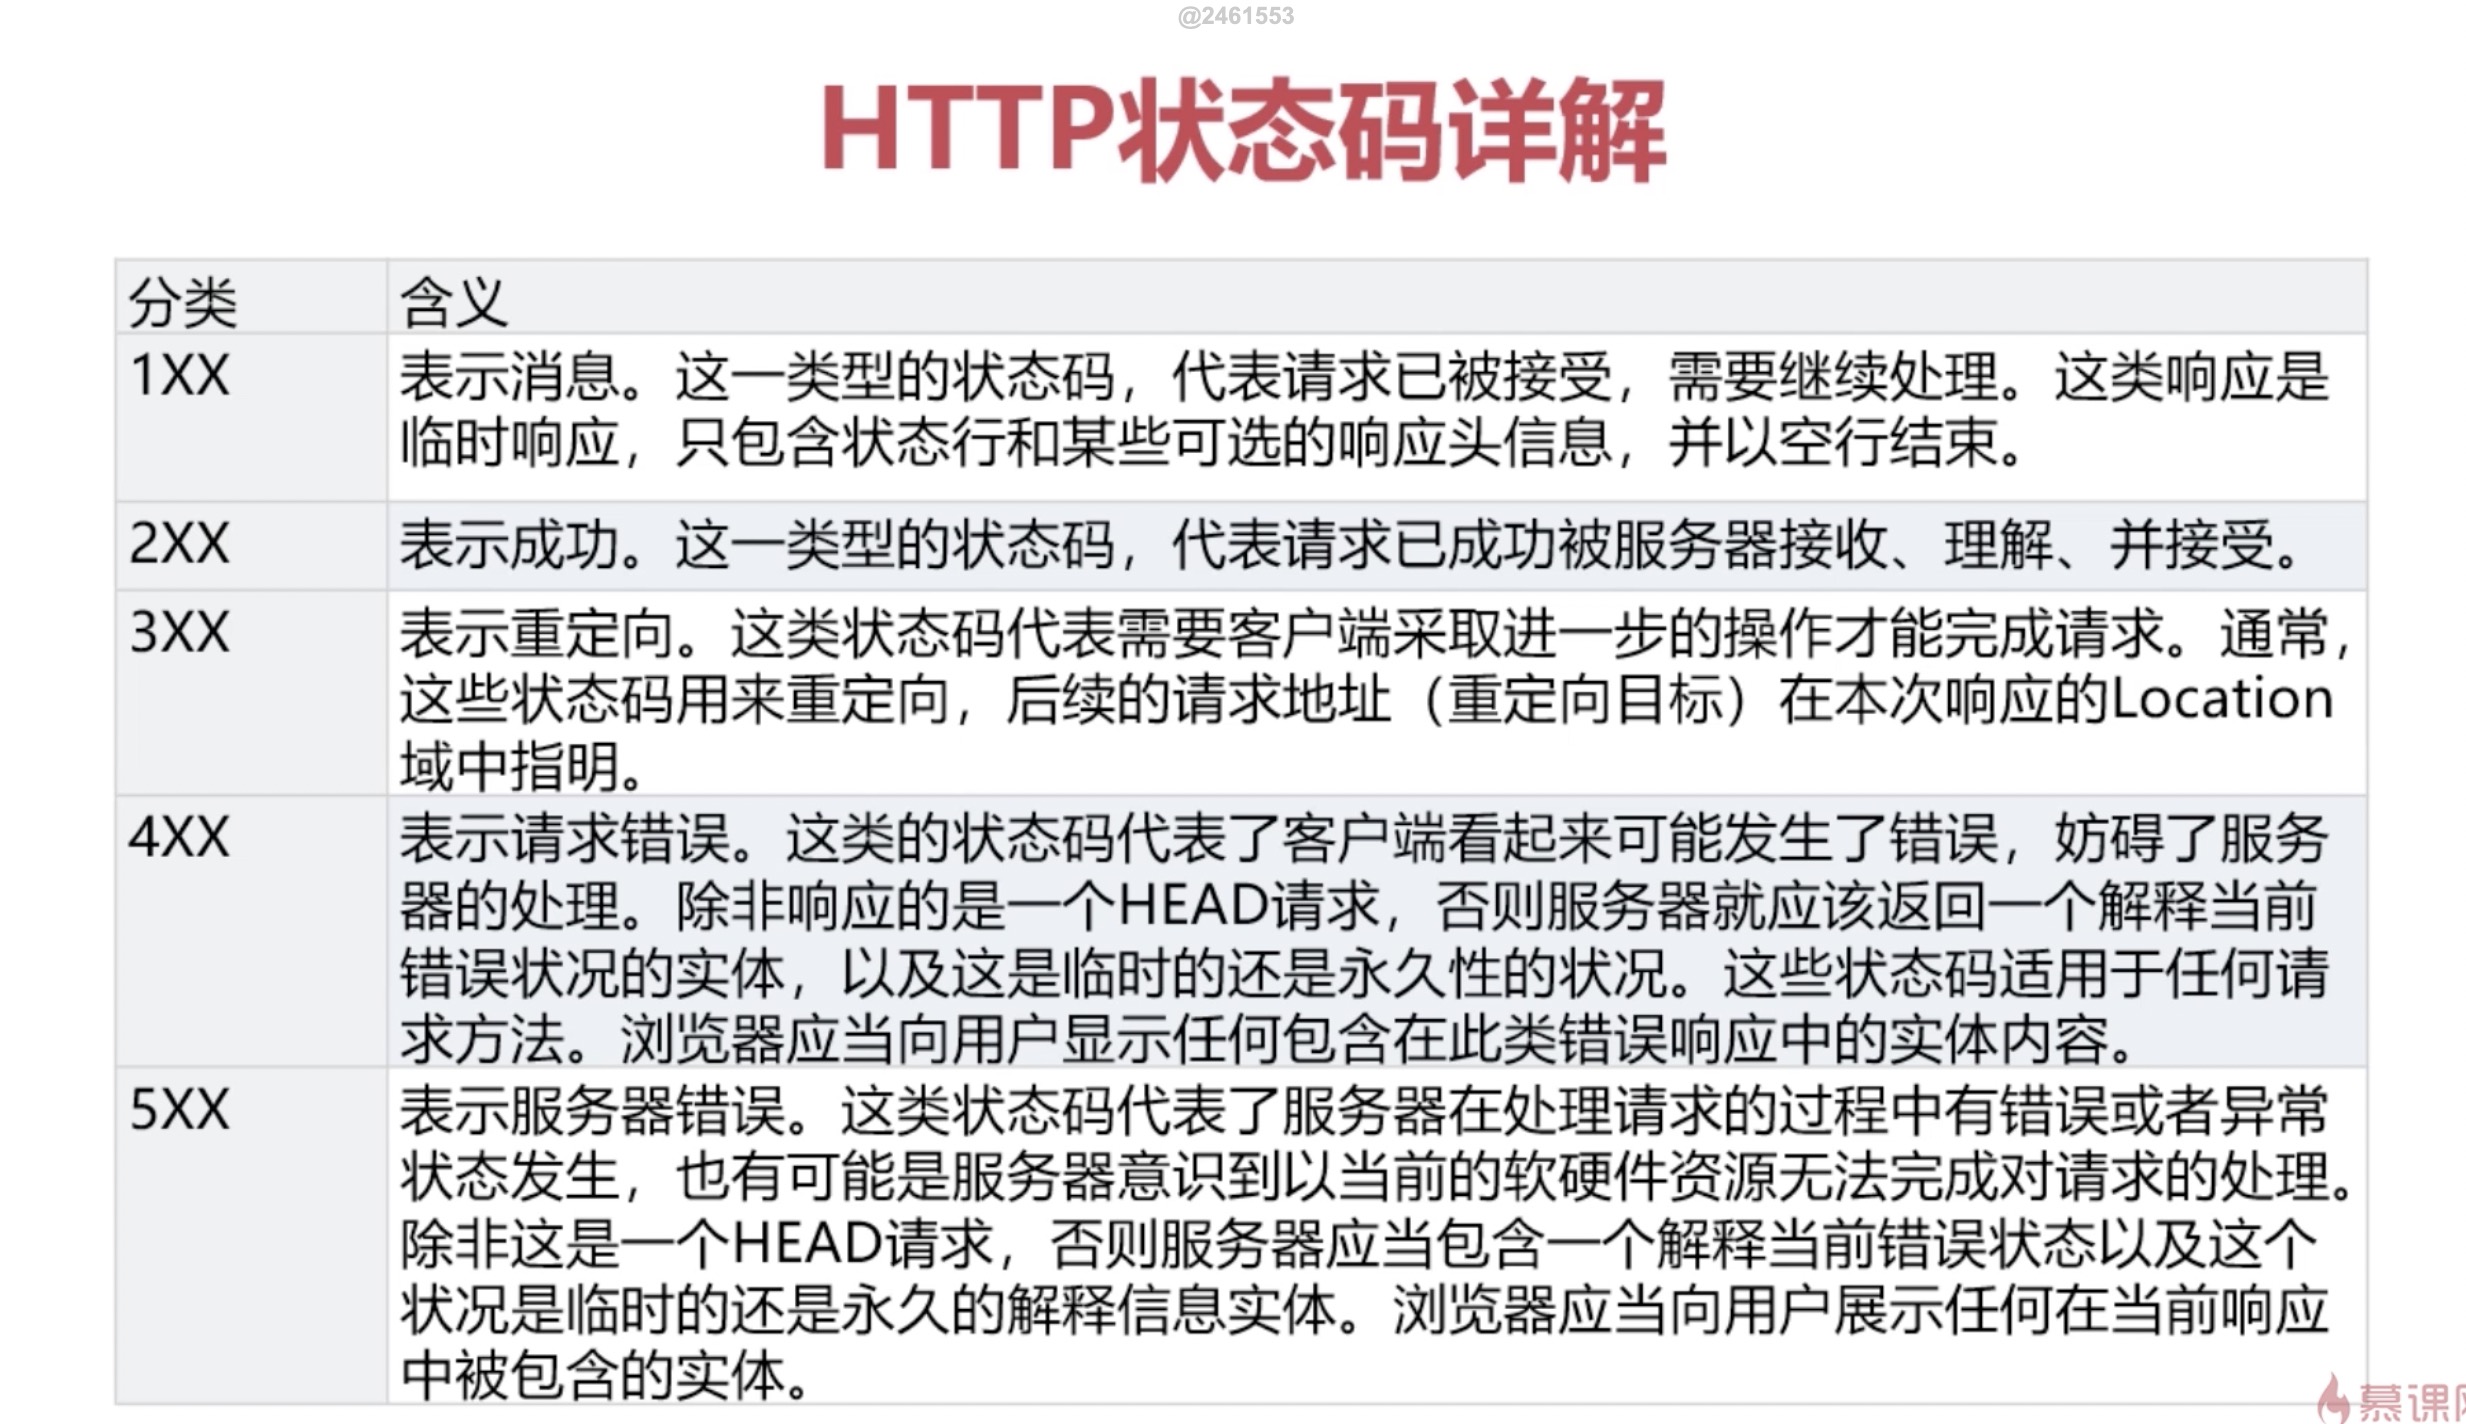 @2461553
HTTP状态码详解
分类 含义
1XX 表示消息。这一类型的状态码，代表请求已被接受，需要继续处理。这类响应是
临时响应，只包含状态行和某些可选的响应头信息，并以空行结束。
2XX 表示成功。这一类型的状态码，代表请求已成功被服务器接收、理解、并接受。
3XX 表示重定向。这类状态码代表需要客户端采取进一步的操作才能完成请求。通常，
这些状态码用来重定向，后续的请求地址（重定向目标）在本次响应的Location
域中指明。
4XX 表示请求错误。这类的状态码代表了客户端看起来可能发生了错误，妨碍了服务
器的处理。除非响应的是一个HEAD请求，否则服务器就应该返回一个解释当前
错误状况的实体，以及这是临时的还是永久性的状况。这些状态码适用于任何请
求方法。浏览器应当向用户显示任何包含在此类错误响应中的实体内容。
5XX 表示服务器错误。这类状态码代表了服务器在处理请求的过程中有错误或者异常
状态发生，也有可能是服务器意识到以当前的软硬件资源无法完成对请求的处理。
除非这是一个HEAD请求，否则服务器应当包含一个解释当前错误状态以及这个
状况是临时的还是永久的解释信息实体。浏览器应当向用户展示任何在当前响应
中被包含的实体。
慕课网